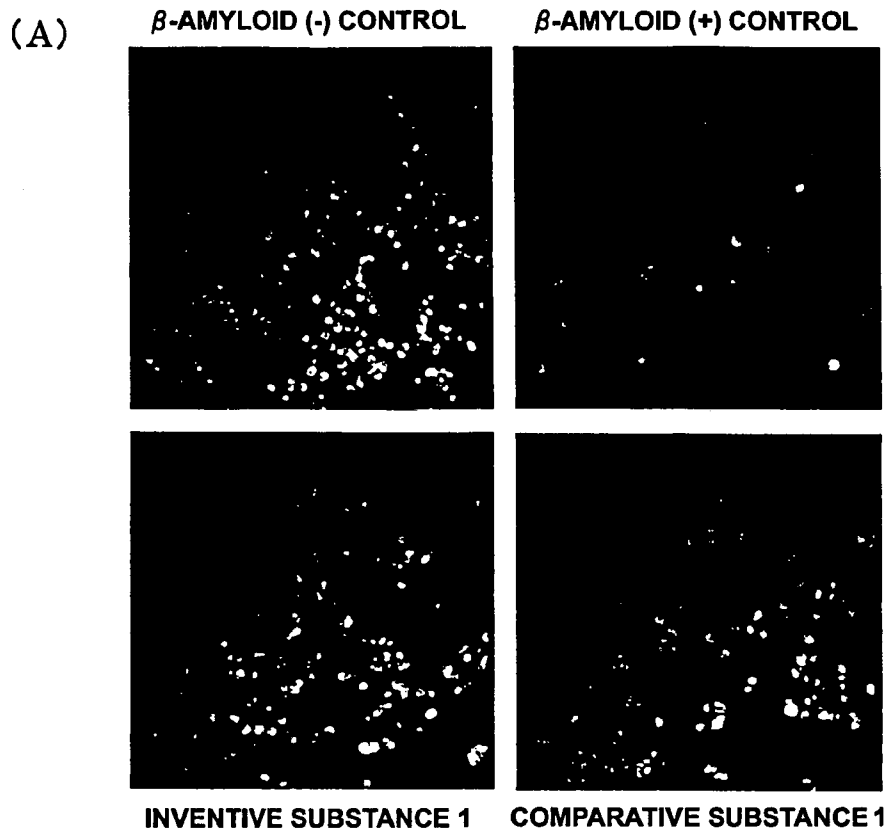 (A)
β-AMYLOID (-) CONTROL
β-AMYLOID (+) CONTROL
INVENTIVE SUBSTANCE 1
COMPARATIVE SUBSTANCE 1